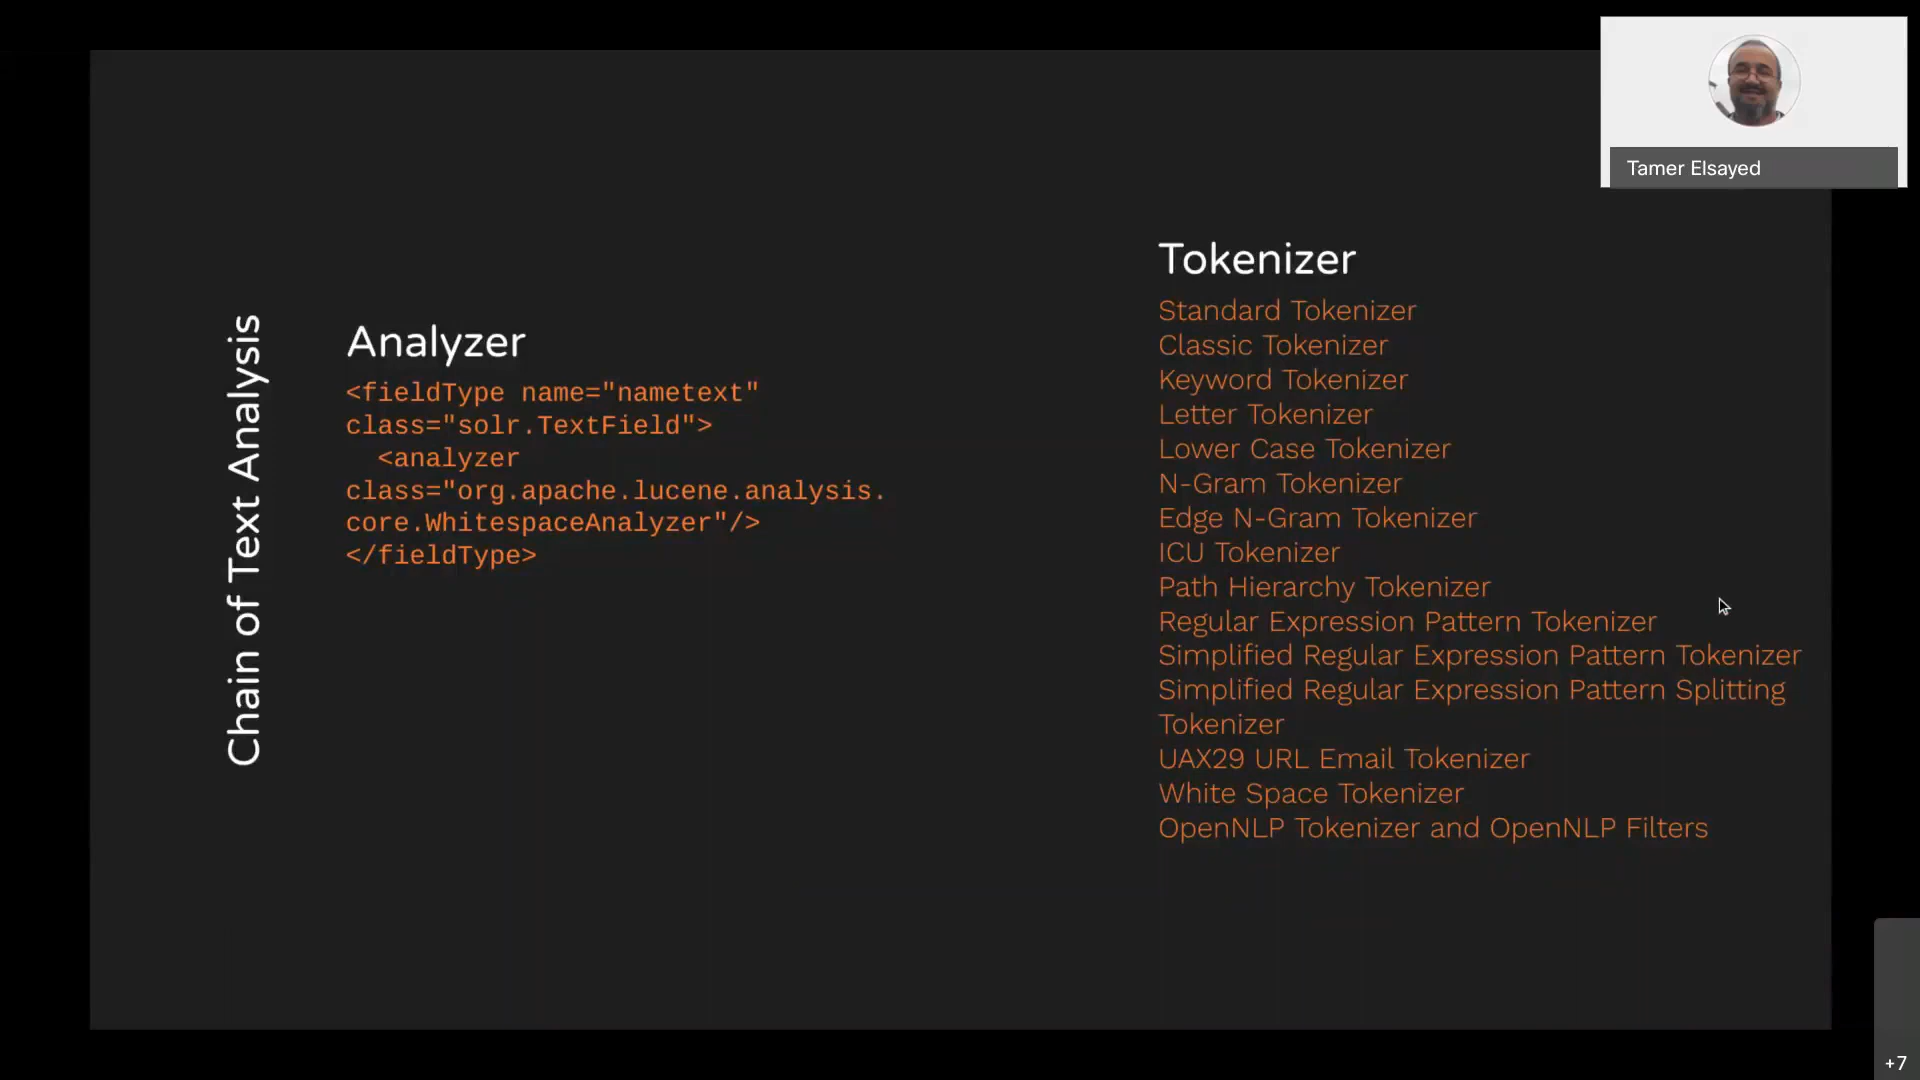 Tamer Elsayed
Chain of Text Analysis
Analyzer
<fieldType name="nametext"
class="solr.TextField">
  <analyzer
class="org.apache.lucene.analysis.
core.WhitespaceAnalyzer"/>
</fieldType>
Tokenizer
Standard Tokenizer
Classic Tokenizer
Keyword Tokenizer
Letter Tokenizer
Lower Case Tokenizer
N-Gram Tokenizer
Edge N-Gram Tokenizer
ICU Tokenizer
Path Hierarchy Tokenizer
Regular Expression Pattern Tokenizer
Simplified Regular Expression Pattern Tokenizer
Simplified Regular Expression Pattern Splitting
Tokenizer
UAX29 URL Email Tokenizer
White Space Tokenizer
OpenNLP Tokenizer and OpenNLP Filters
+7